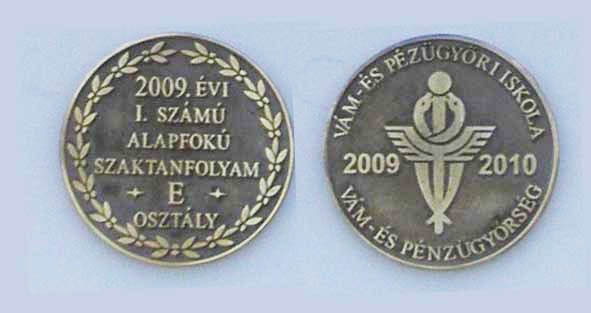 2009. ÉVI
I. SZÁMÚ
ALAPFOKÚ
SZAKTANFOLYAM
E
OSZTÁLY
VÁM- ÉS PÉZÜGYŐRI ISKOLA
2009 2010
VÁM- ÉS PÉNZÜGYŐRSÉG